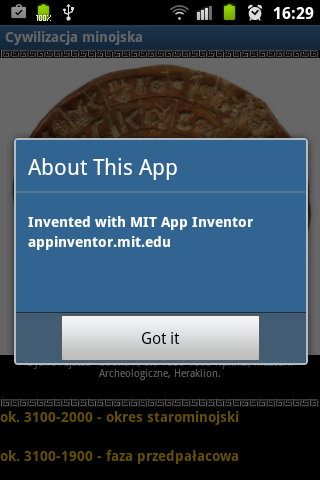 100%
16:29
Cywilizacja minojska
About This App
Invented with MIT App Inventor
appinventor.mit.edu
Got it
Archeologiczne, Heraklion.
ok. 3100-2000 - okres starominojski
ok. 3100-1900 - faza przedpałacowa